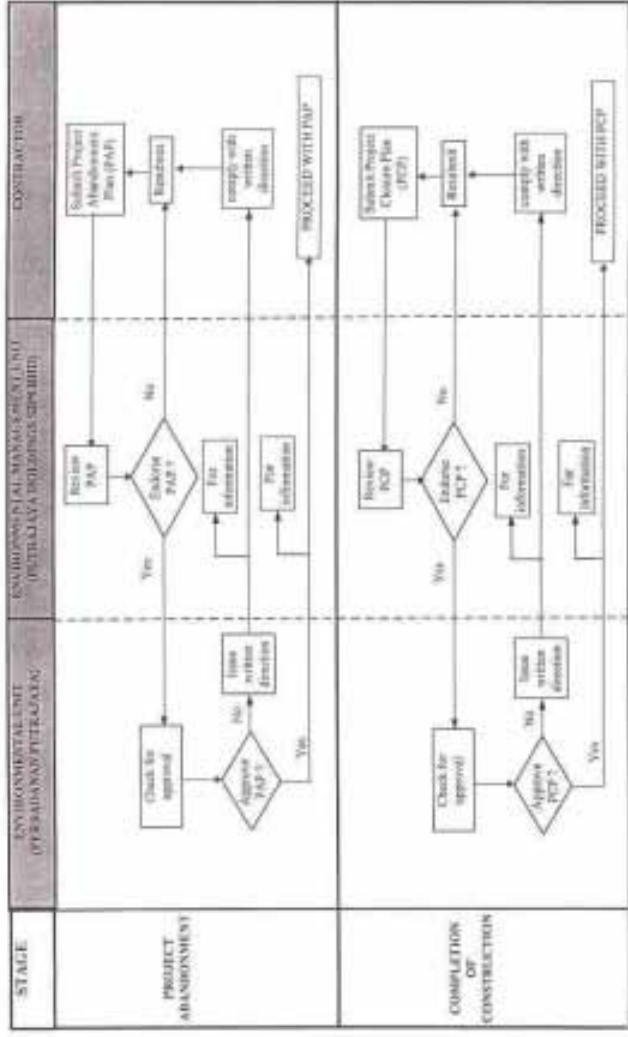 STAGE
ENVIRONMENTAL UNIT
(PERBADANAN PUTRAJAYA)
ENVIRONMENTAL MANAGEMENT UNIT
(PUTRAJAYA HOLDINGS SDN BHD)
CONTRACTOR
PROJECT
ABANDONMENT
Submit Project
Abandonment
Plan (PAP)
Review
PAP
Resubmit
Endorse
PAP ?
No
Yes
Check for
approval
For
information
comply with
written
direction
Issue
written
direction
No
Approve
PAP ?
Yes
For
information
PROCEED WITH PAP
COMPLETION
OF
CONSTRUCTION
Submit Project
Closure Plan
(PCP)
Review
PCP
Resubmit
Endorse
PCP ?
No
Yes
Check for
approval
For
information
comply with
written
direction
Issue
written
direction
No
Approve
PCP ?
Yes
For
information
PROCEED WITH PCP